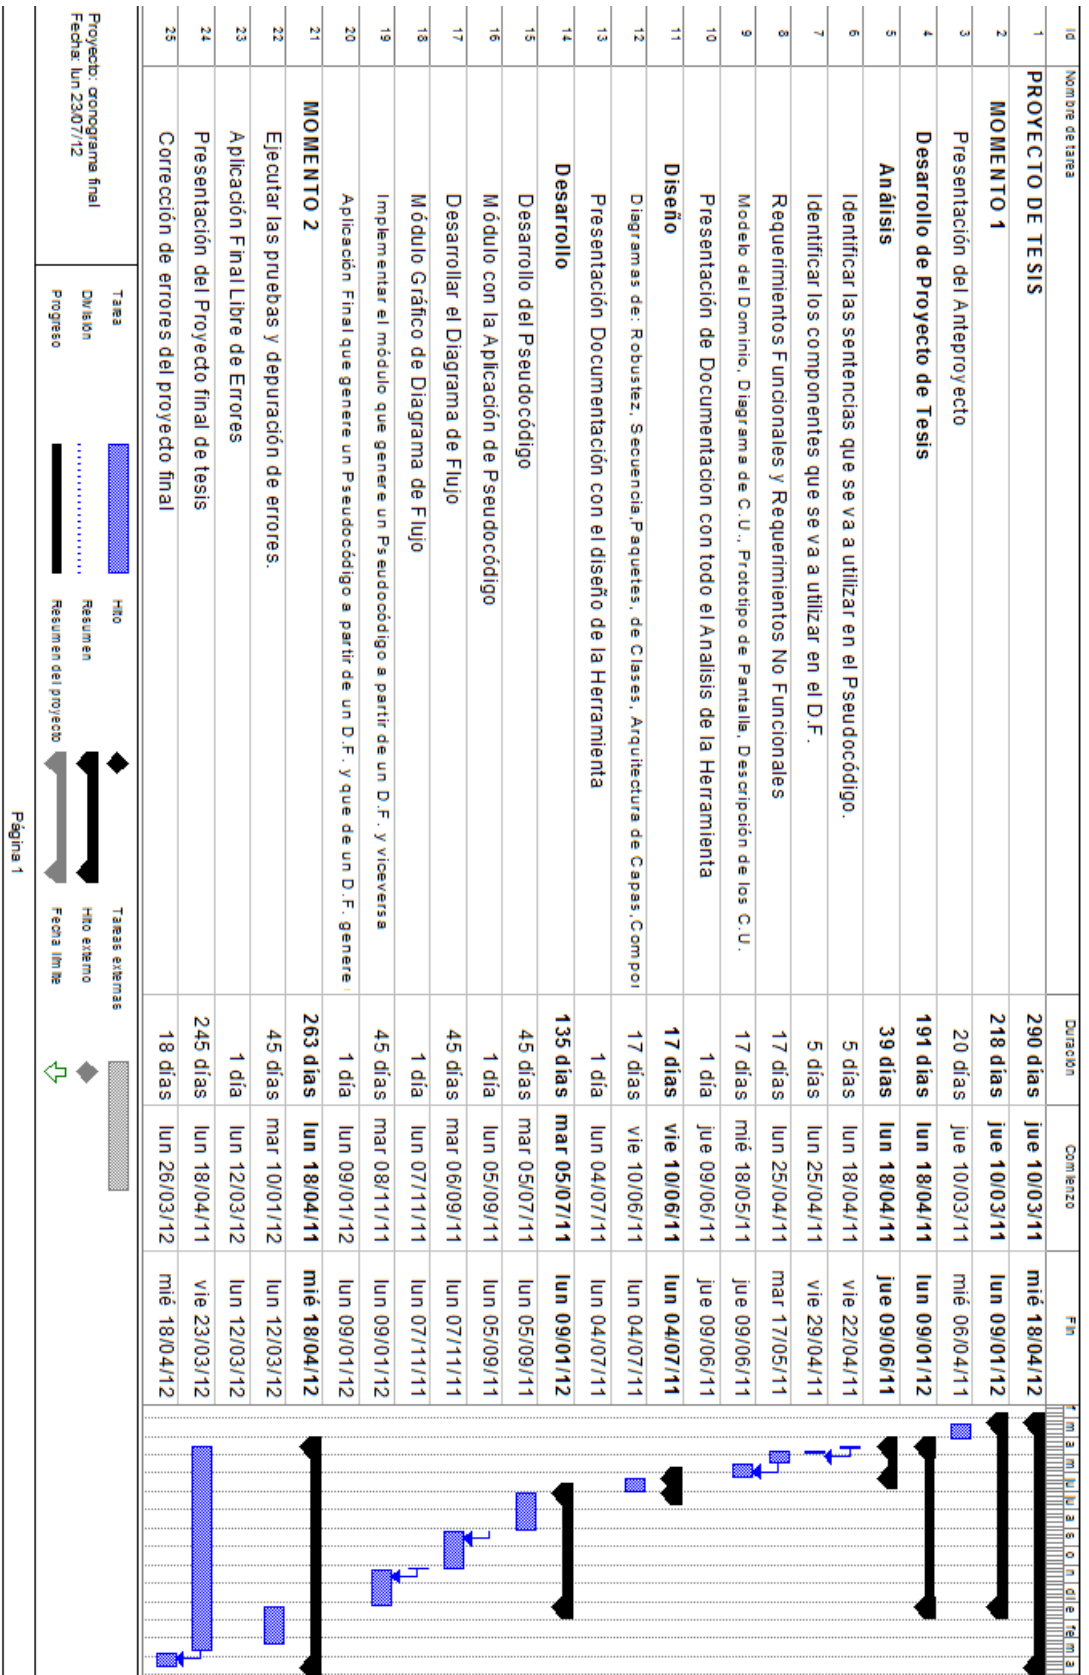 Id Nombre de tarea Duración Comienzo Fin f m a m j j a s o n d e fe m a
1 PROYECTO DE TESIS 290 días jue 10/03/11 mié 18/04/12
2 MOMENTO 1 218 días jue 10/03/11 lun 09/01/12
3 Presentación del Anteproyecto 20 días jue 10/03/11 mié 06/04/11
4 Desarrollo de Proyecto de Tesis 191 días lun 18/04/11 lun 09/01/12
5 Análisis 39 días lun 18/04/11 jue 09/06/11
6 Identificar las sentencias que se va a utilizar en el Pseudocódigo. 5 días lun 18/04/11 vie 22/04/11
7 Identificar los componentes que se va a utilizar en el D.F. 5 días lun 25/04/11 vie 29/04/11
8 Requerimientos Funcionales y Requerimientos No Funcionales 17 días lun 25/04/11 mar 17/05/11
9 Modelo del Dominio, Diagrama de C.U., Prototipo de Pantalla, Descripción de los C.U. 17 días mié 18/05/11 jue 09/06/11
10 Presentación de Documentacion con todo el Analisis de la Herramienta 1 día jue 09/06/11 jue 09/06/11
11 Diseño 17 días vie 10/06/11 lun 04/07/11
12 Diagramas de: Robustez, Secuencia,Paquetes, de Clases, Arquitectura de Capas,Compo 17 días vie 10/06/11 lun 04/07/11
13 Presentación Documentación con el diseño de la Herramienta 1 día lun 04/07/11 lun 04/07/11
14 Desarrollo 135 días mar 05/07/11 lun 09/01/12
15 Desarrollo del Pseudocódigo 45 días mar 05/07/11 lun 05/09/11
16 Módulo con la Aplicación de Pseudocódigo 1 día lun 05/09/11 lun 05/09/11
17 Desarrollar el Diagrama de Flujo 45 días mar 06/09/11 lun 07/11/11
18 Módulo Gráfico de Diagrama de Flujo 1 día lun 07/11/11 lun 07/11/11
19 Implementar el módulo que genere un Pseudocódigo a partir de un D.F. y viceversa 45 días mar 08/11/11 lun 09/01/12
20 Aplicación Final que genere un Pseudocódigo a partir de un D.F. y que de un D.F. genere 1 día lun 09/01/12 lun 09/01/12
21 MOMENTO 2 263 días lun 18/04/11 mié 18/04/12
22 Ejecutar las pruebas y depuración de errores. 45 días mar 10/01/12 lun 12/03/12
23 Aplicación Final Libre de Errores 1 día lun 12/03/12 lun 12/03/12
24 Presentación del Proyecto final de tesis 245 días lun 18/04/11 vie 23/03/12
25 Corrección de errores del proyecto final 18 días lun 26/03/12 mié 18/04/12
Proyecto: cronograma final
Fecha: lun 23/07/12
Tarea Hito Tareas externas
División Resumen Hito externo
Progreso Resumen del proyecto Fecha límite
Página 1